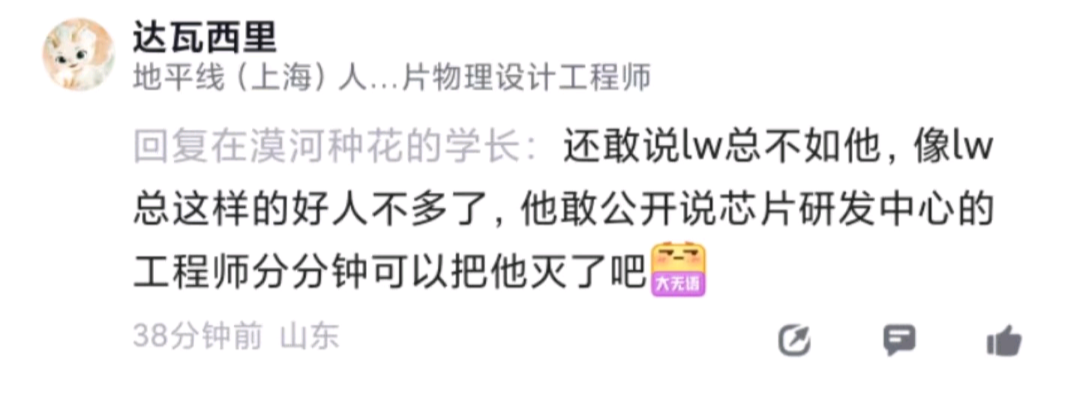 达瓦西里
地平线（上海）人...片物理设计工程师
回复在漠河种花的学长：还敢说lw总不如他，像lw
总这样的好人不多了，他敢公开说芯片研发中心的
工程师分分钟可以把他灭了吧
大无语
38分钟前 山东